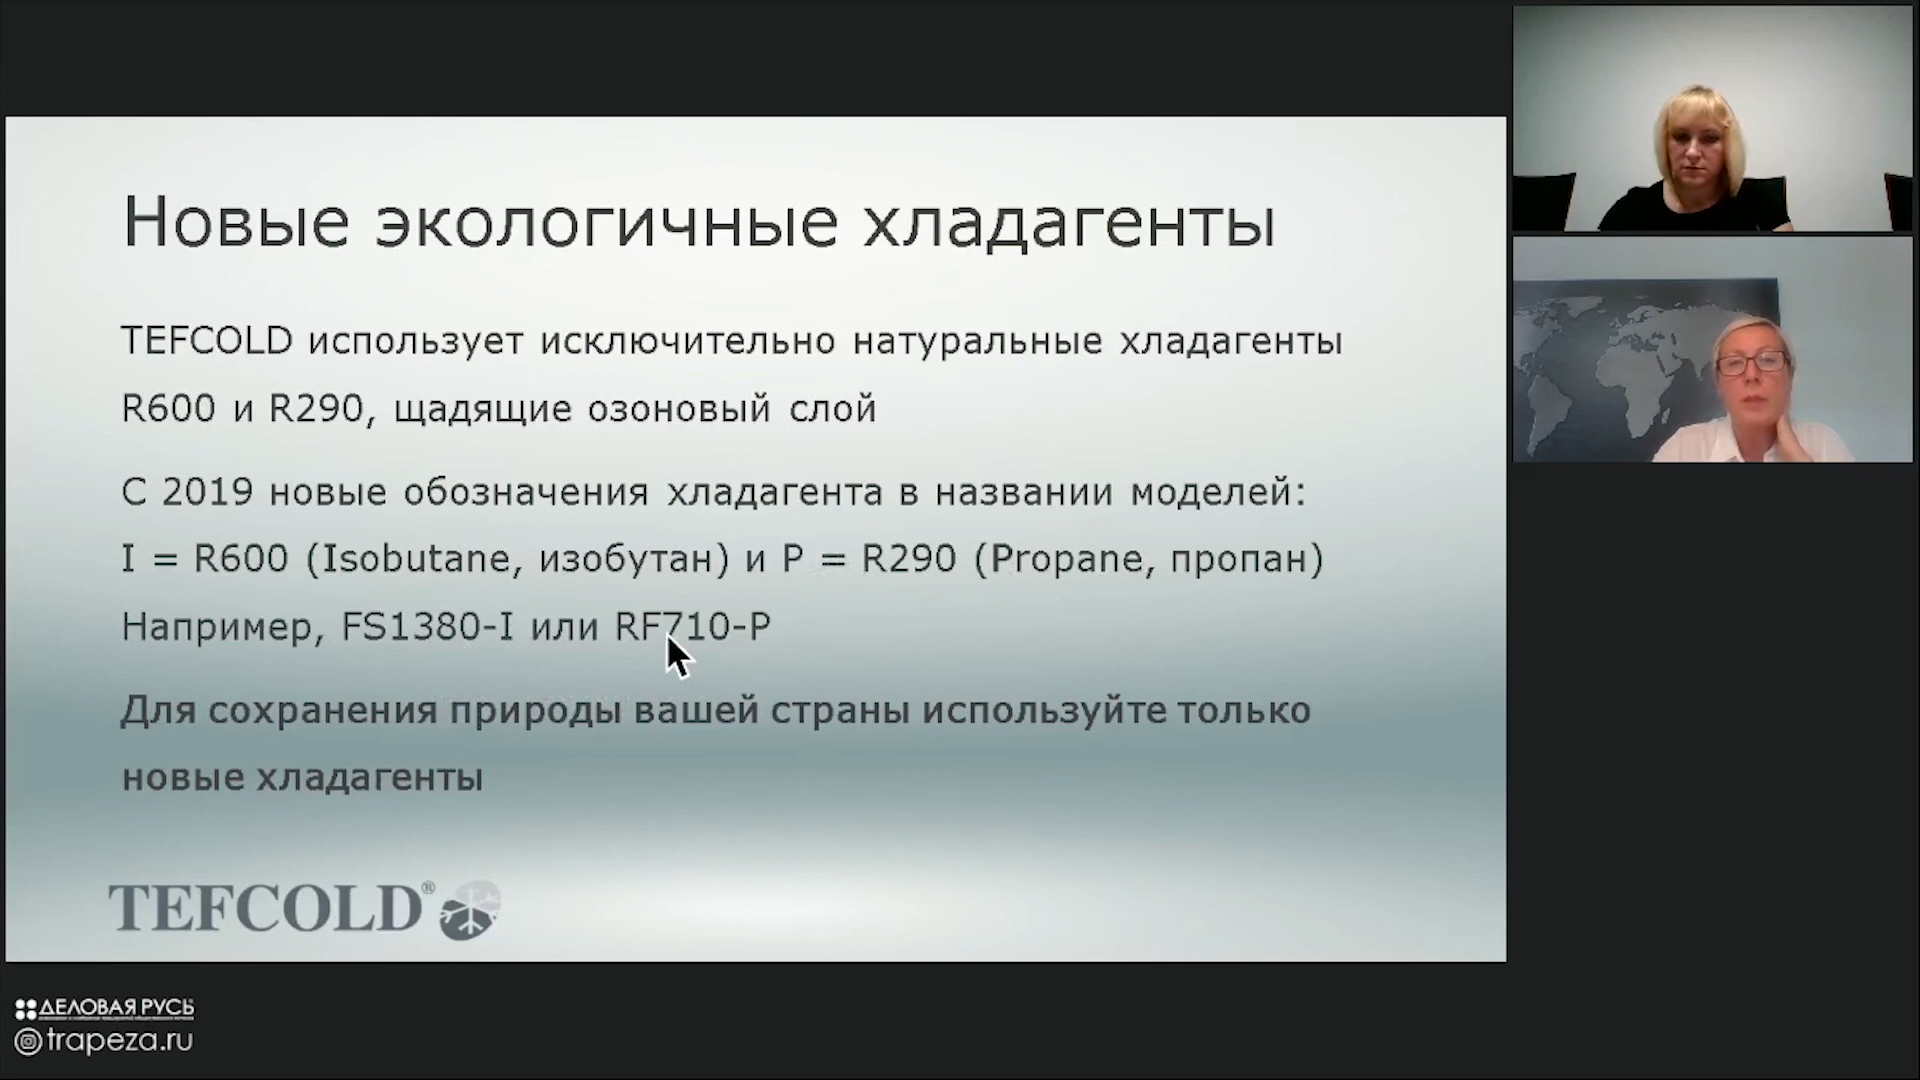 Новые экологичные хладагенты
TEFCOLD использует исключительно натуральные хладагенты
R600 и R290, щадящие озоновый слой
С 2019 новые обозначения хладагента в названии моделей:
I = R600 (Isobutane, изобутан) и P = R290 (Propane, пропан)
Например, FS1380-I или RF710-P
Для сохранения природы вашей страны используйте только
новые хладагенты
TEFCOLD®
ДЕЛОВАЯ РУСЬ
trapeza.ru